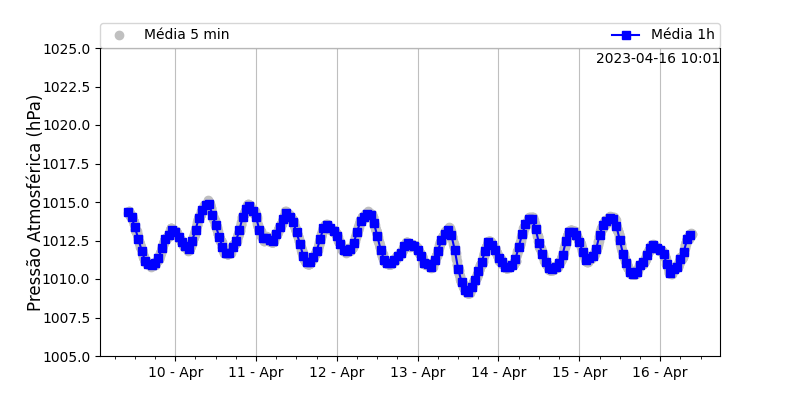 Média 5 min
Média 1h
2023-04-16 10:01
Pressão Atmosférica (hPa)
1025.0
1022.5
1020.0
1017.5
1015.0
1012.5
1010.0
1007.5
1005.0
10 - Apr
11 - Apr
12 - Apr
13 - Apr
14 - Apr
15 - Apr
16 - Apr